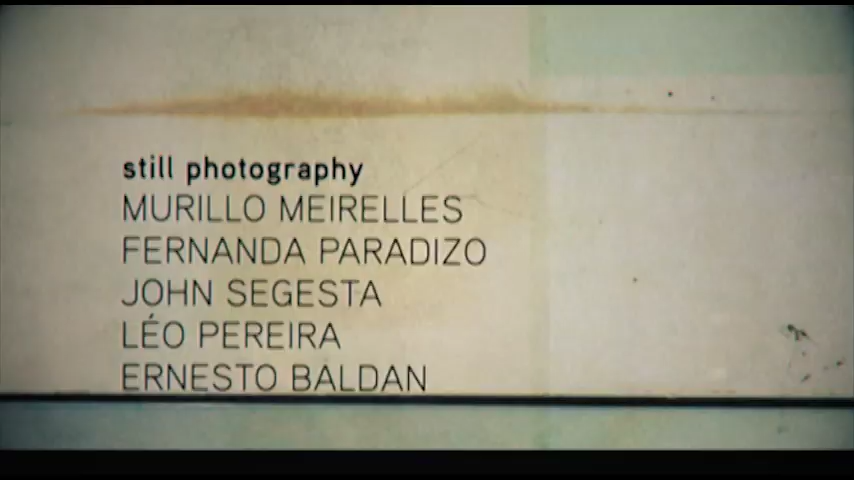 still photography
MURILLO MEIRELLES
FERNANDA PARADIZO
JOHN SEGESTA
LÉO PEREIRA
ERNESTO BALDAN